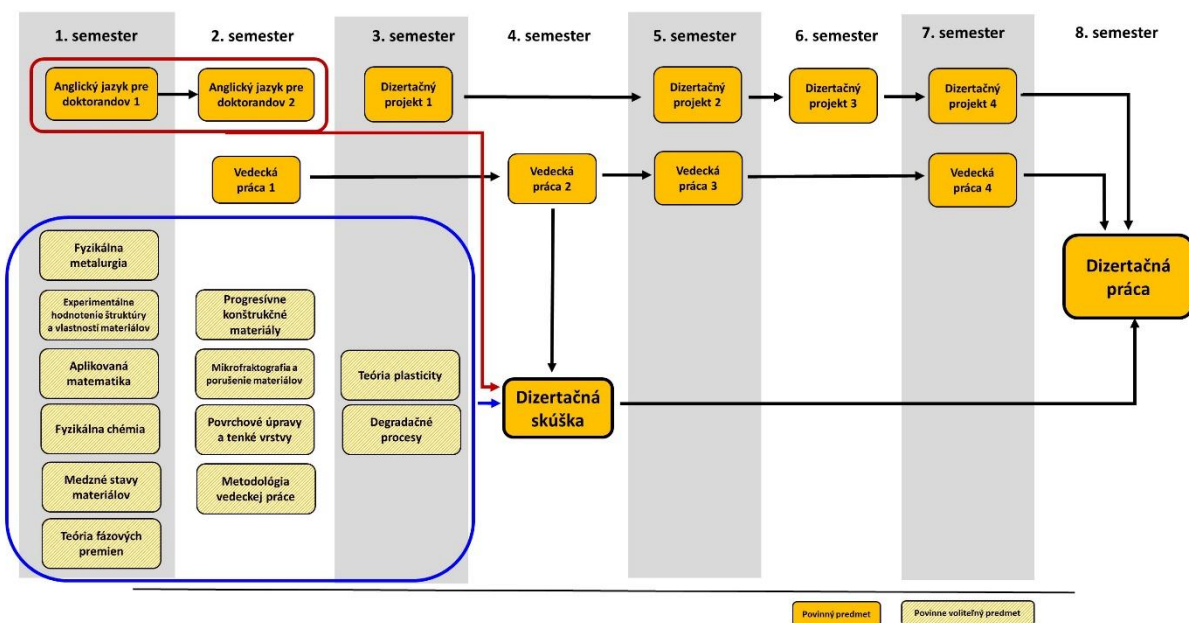 1. semester
2. semester
3. semester
4. semester
5. semester
6. semester
7. semester
8. semester
Anglický jazyk pre
doktorandov 1
Anglický jazyk pre
doktorandov 2
Dizertačný
projekt 1
Dizertačný
projekt 2
Dizertačný
projekt 3
Dizertačný
projekt 4
Vedecká
práca 1
Vedecká
práca 2
Vedecká
práca 3
Vedecká
práca 4
Fyzikálna
metalurgia
Dizertačná
práca
Experimentálne
hodnotenie štruktúry
a vlastností materiálov
Progresívne
konštrukčné
materiály
Aplikovaná
matematika
Mikrofraktografia a
porušenie materiálov
Teória plasticity
Dizertačná
skúška
Fyzikálna chémia
Povrchové úpravy
a tenké vrstvy
Degradačné
procesy
Medzné stavy
materiálov
Metodológia
vedeckej práce
Teória fázových
premien
Povinný predmet
Povinne voliteľný predmet